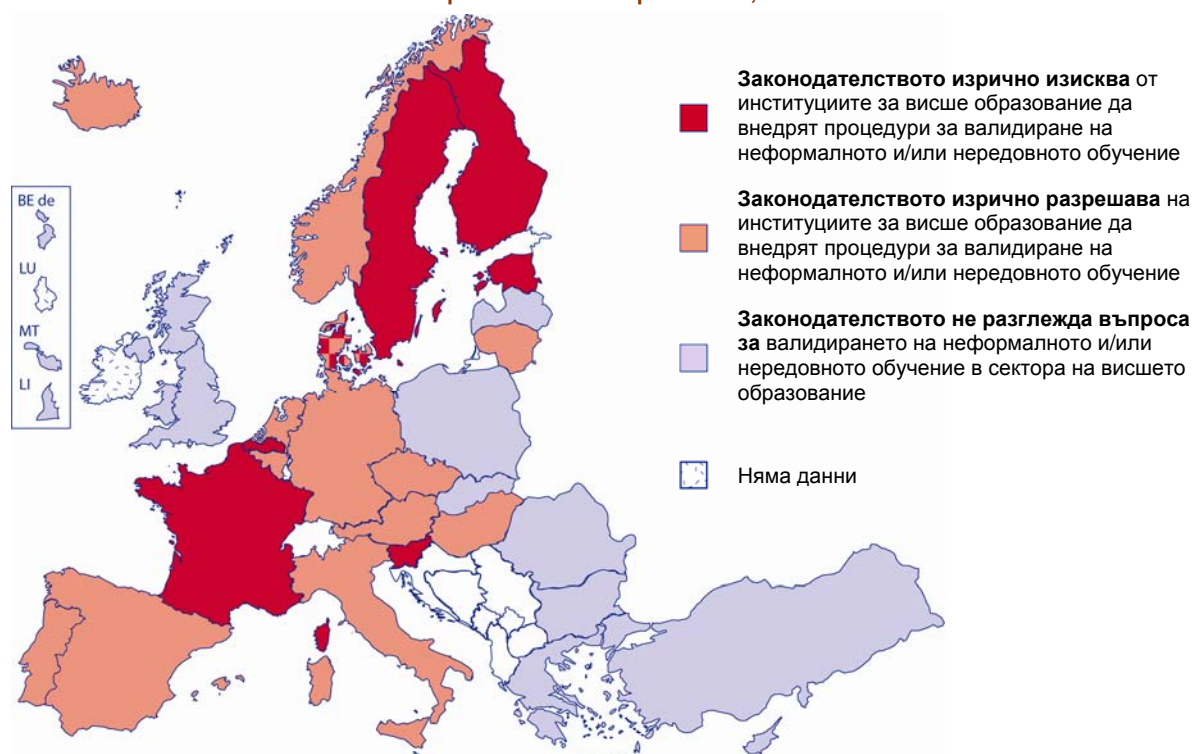 Законодателството изрично изисква от
институциите за висше образование да
внедрят процедури за валидиране на
неформалното и/или нередовното обучение
Законодателството изрично разрешава на
институциите за висше образование да
внедрят процедури за валидиране на
неформалното и/или нередовното обучение
Законодателството не разглежда въпроса
за валидирането на неформалното и/или
нередовното обучение в сектора на висшето
образование
Няма данни
BE de
LU
MT
LI